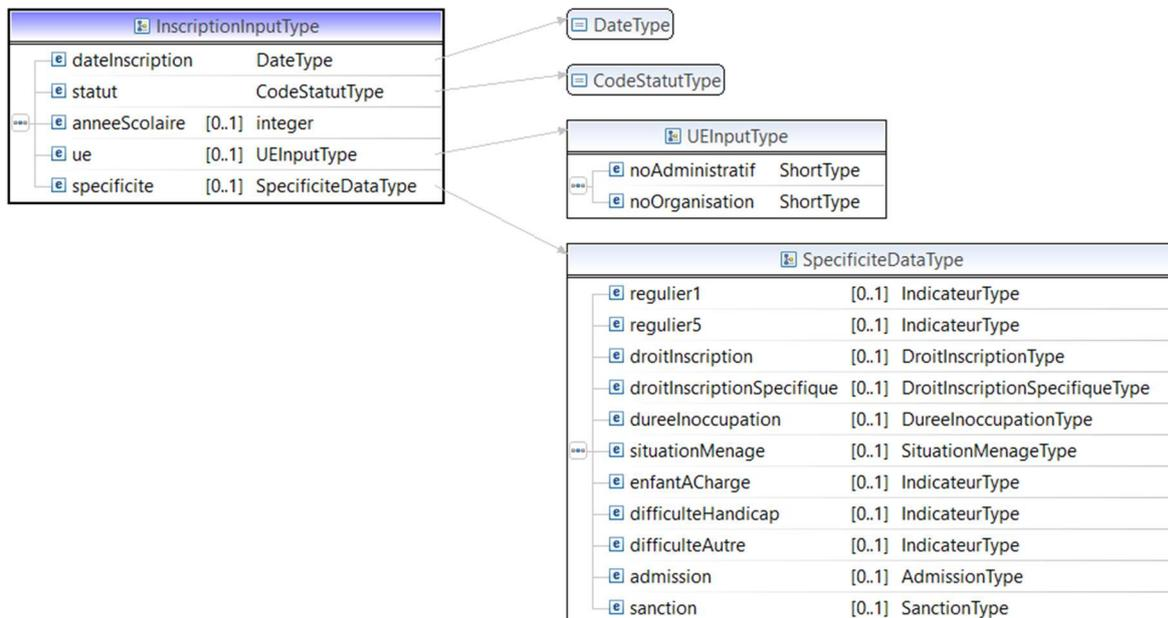 InscriptionInputType
dateInscription DateType
statut CodeStatutType
anneeScolaire [0..1] integer
ue [0..1] UEInputType
specificite [0..1] SpecificiteDataType
DateType
CodeStatutType
UEInputType
noAdministratif ShortType
noOrganisation ShortType
SpecificiteDataType
regulier1 [0..1] IndicateurType
regulier5 [0..1] IndicateurType
droitInscription [0..1] DroitInscriptionType
droitInscriptionSpecifique [0..1] DroitInscriptionSpecifiqueType
dureeInoccupation [0..1] DureeInoccupationType
situationMenage [0..1] SituationMenageType
enfantACharge [0..1] IndicateurType
difficulteHandicap [0..1] IndicateurType
difficulteAutre [0..1] IndicateurType
admission [0..1] AdmissionType
sanction [0..1] SanctionType